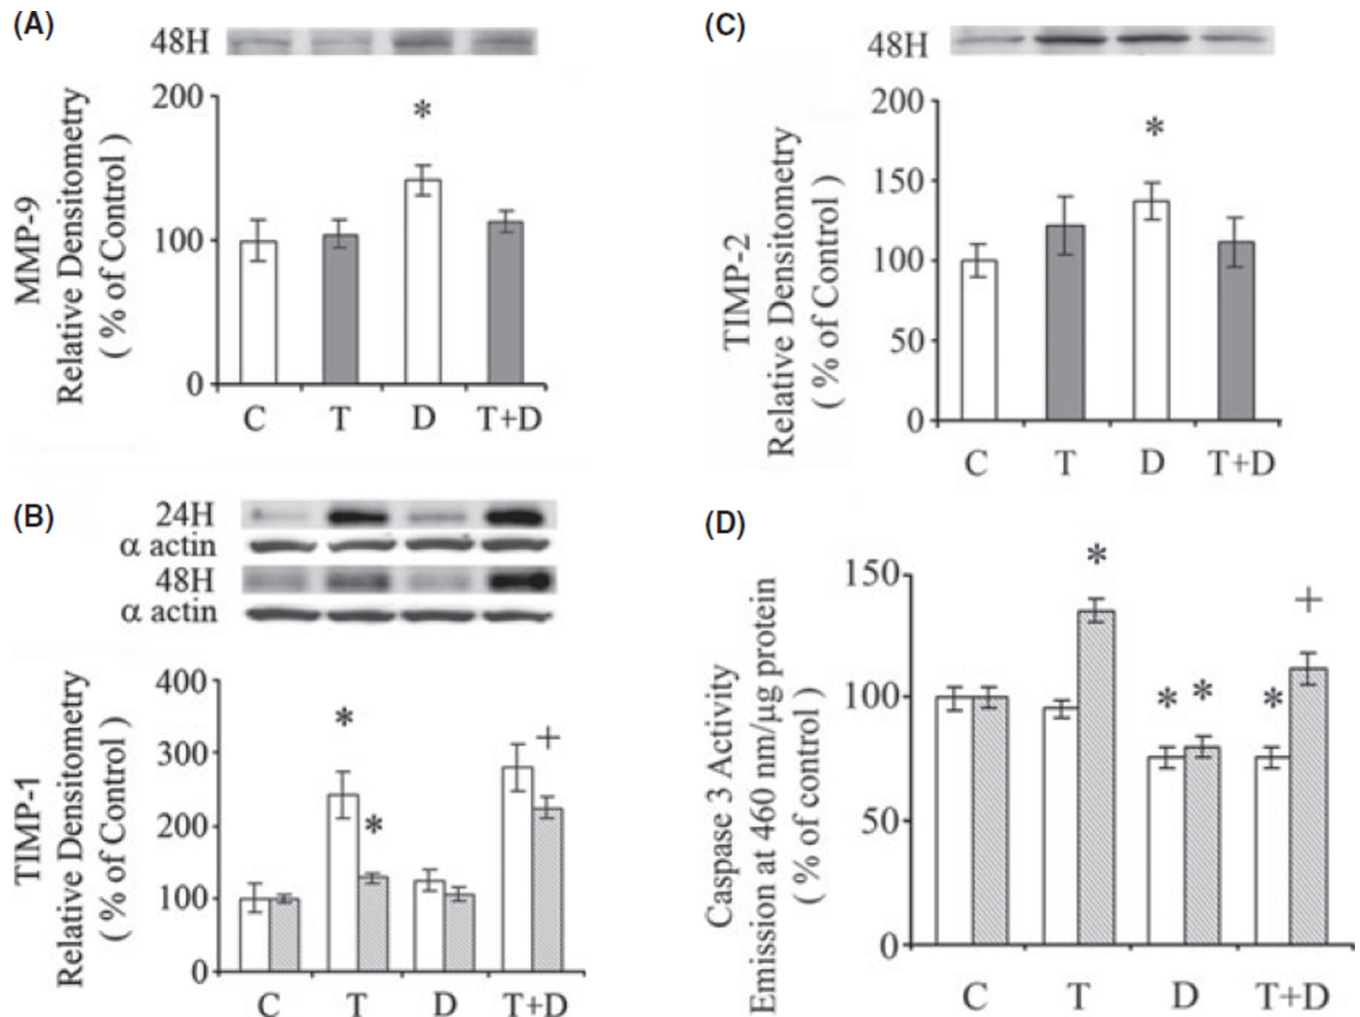 (A)
48H
MMP-9
Relative Densitometry
( % of Control )
200
*
100
0
C T D T+D
(B)
24H
α actin
48H
α actin
TIMP-1
Relative Densitometry
( % of Control )
400
300
200
100
0
*
*
+
C T D T+D
(C)
48H
TIMP-2
Relative Densitometry
( % of Control )
200
150
100
50
0
*
C T D T+D
(D)
Caspase 3 Activity
Emission at 460 nm/µg protein
( % of control )
150
100
50
0
*
* * *
+
C T D T+D